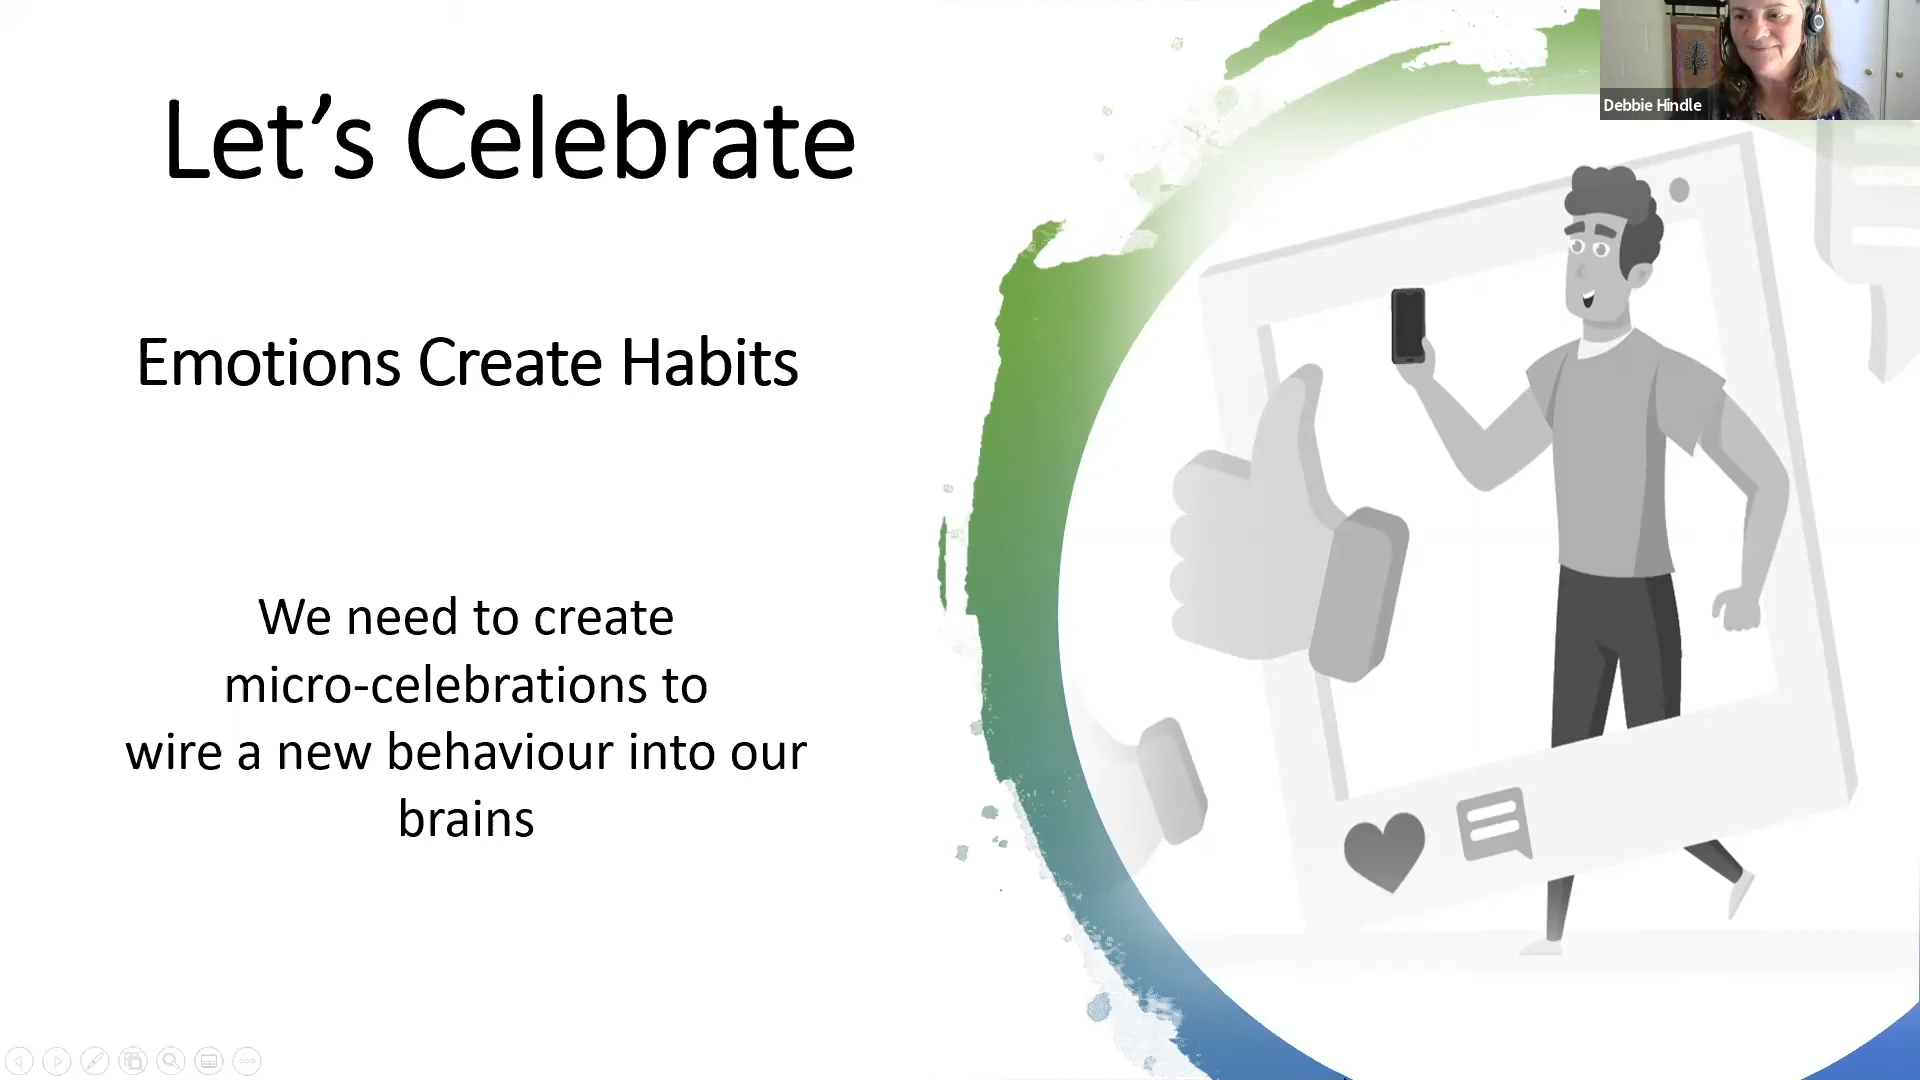 Let’s Celebrate
Debbie Hindle
Emotions Create Habits
We need to create
micro-celebrations to
wire a new behaviour into our
brains